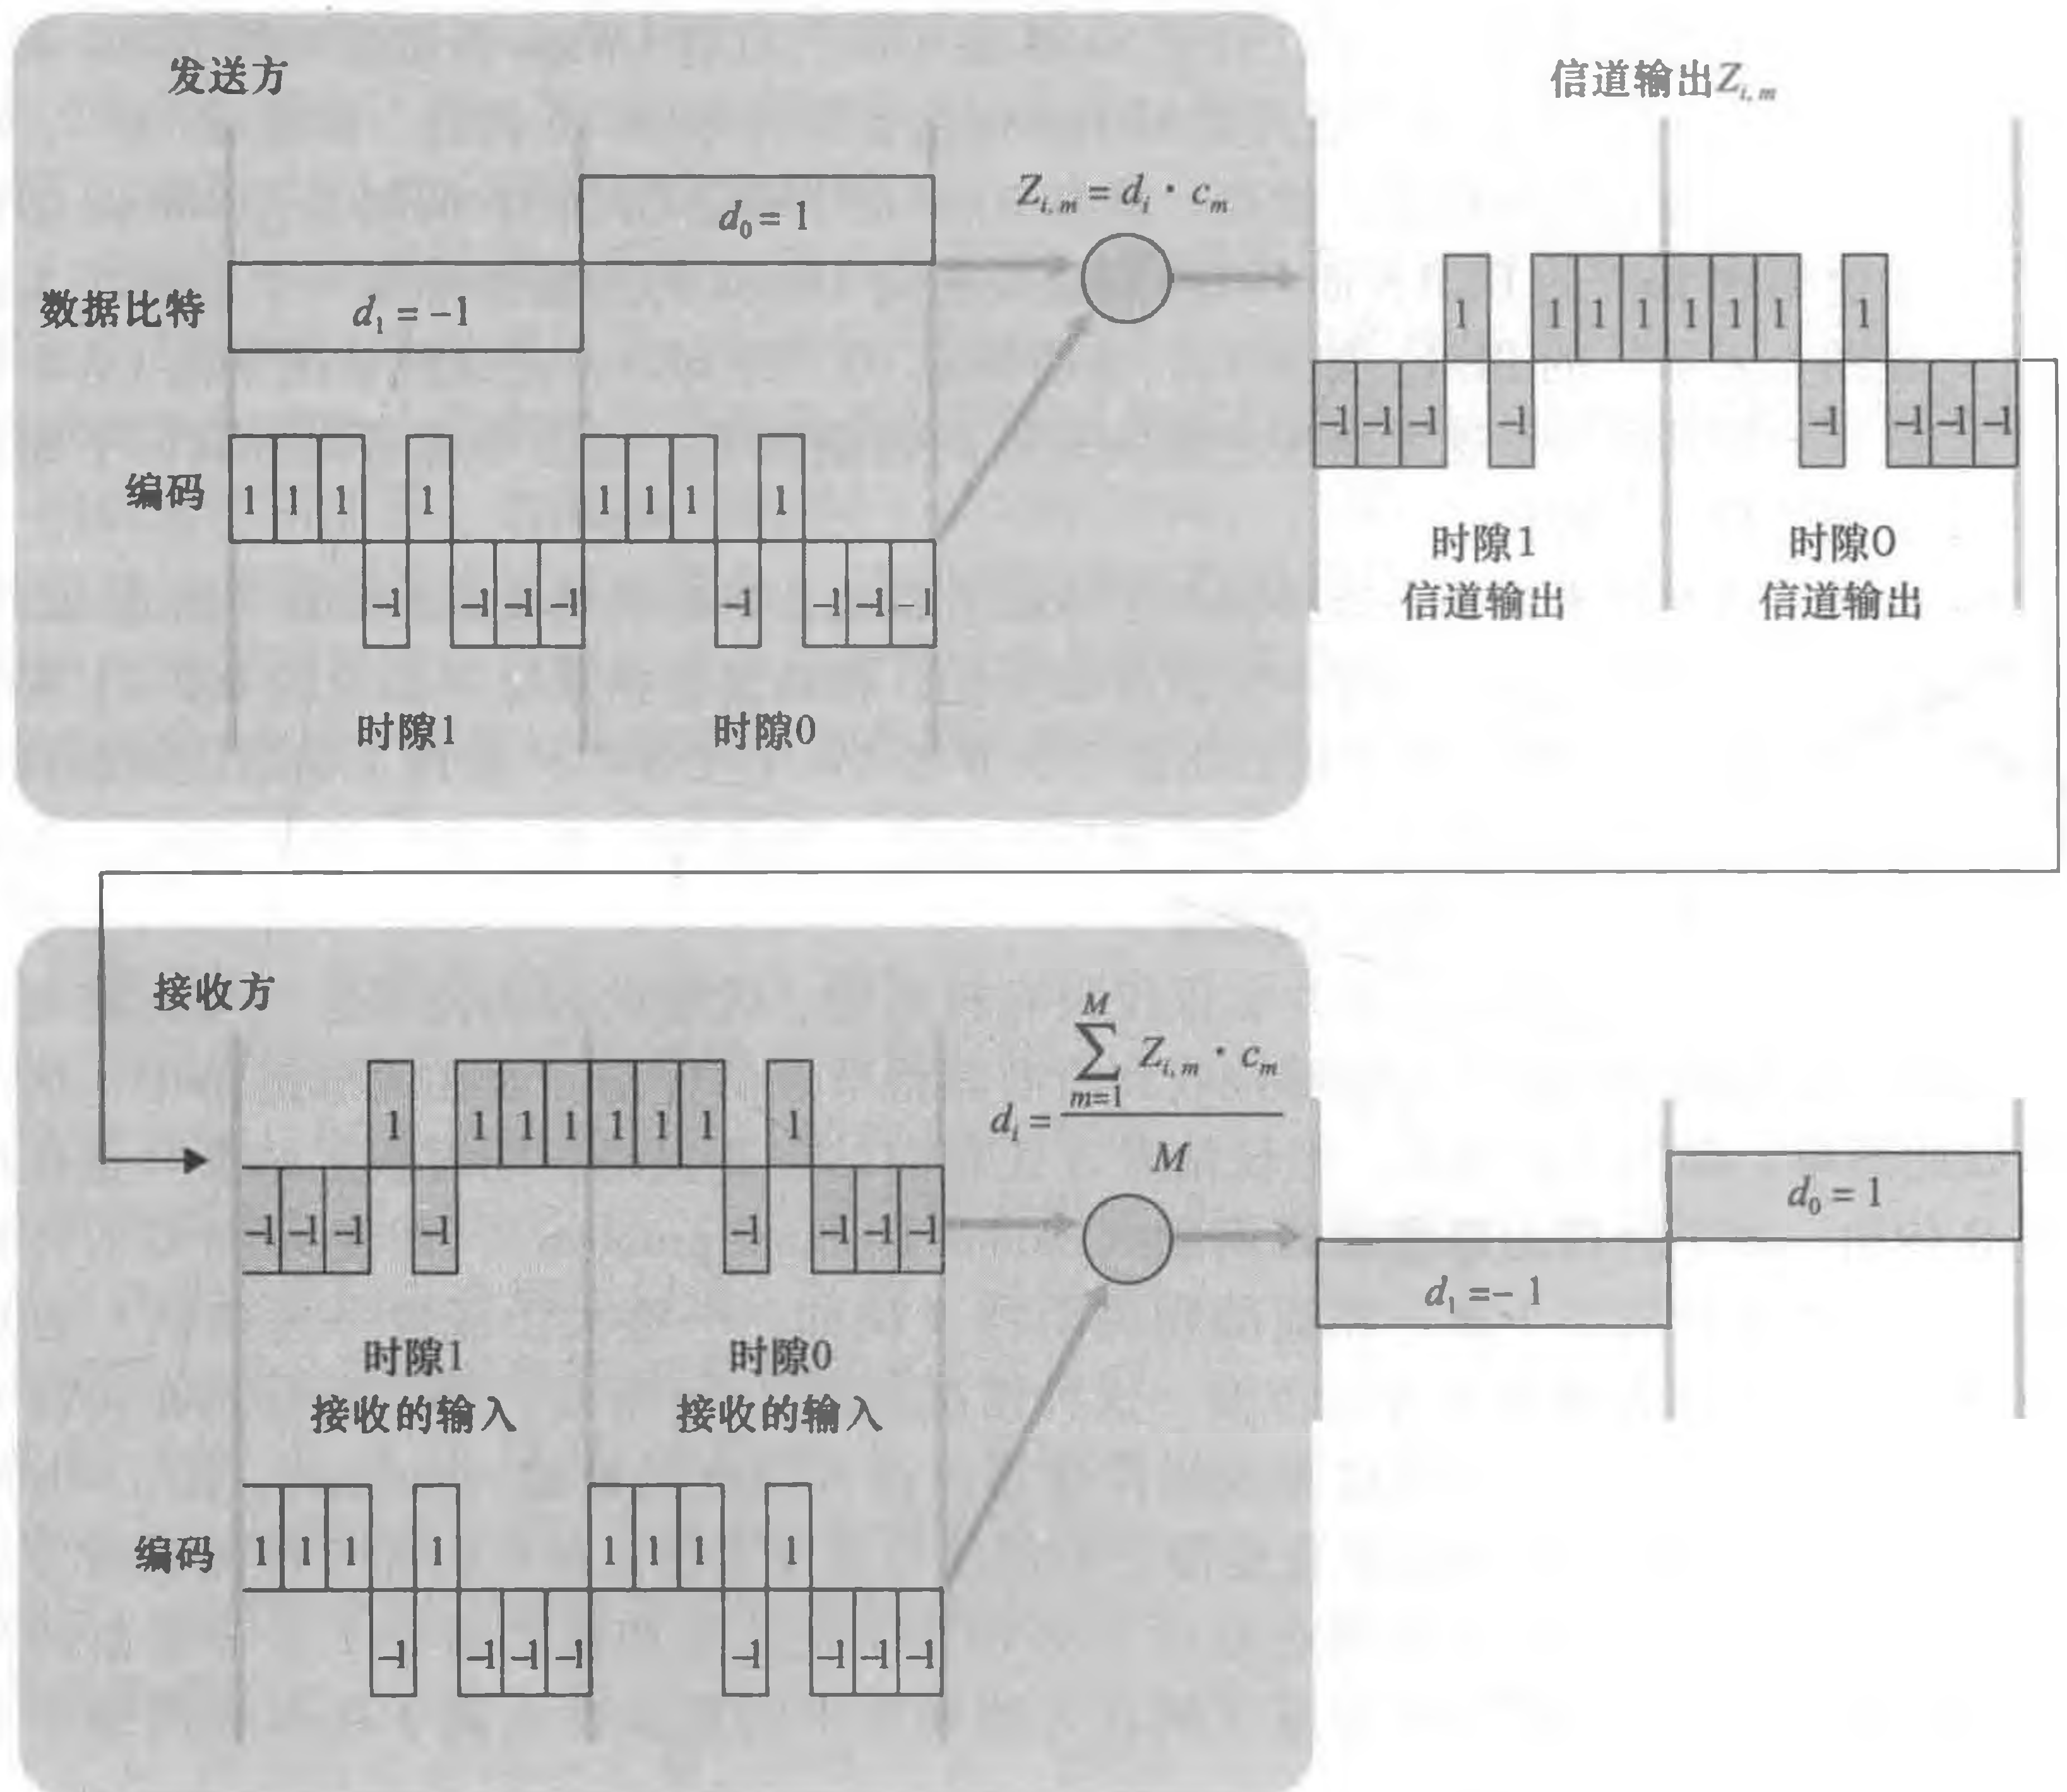 发送方
信道输出Z_{i, m}
Z_{i, m} = d_i · c_m
d_0 = 1
数据比特
d_1 = -1
1 1 1 1 1 1 1 1
-1 -1 -1 -1 -1 -1 -1 -1
编码
1 1 1 1 1 1 1 1
-1 -1 -1 -1 -1 -1 -1 -1
时隙1 时隙0
信道输出 信道输出
时隙1 时隙0
接收方
d_i = \frac{\sum_{m=1}^{M} Z_{i, m} · c_m}{M}
1 1 1 1 1 1 1 1
-1 -1 -1 -1 -1 -1 -1 -1
d_0 = 1
d_1 =- 1
时隙1 时隙0
接收的输入 接收的输入
编码
1 1 1 1 1 1 1 1
-1 -1 -1 -1 -1 -1 -1 -1